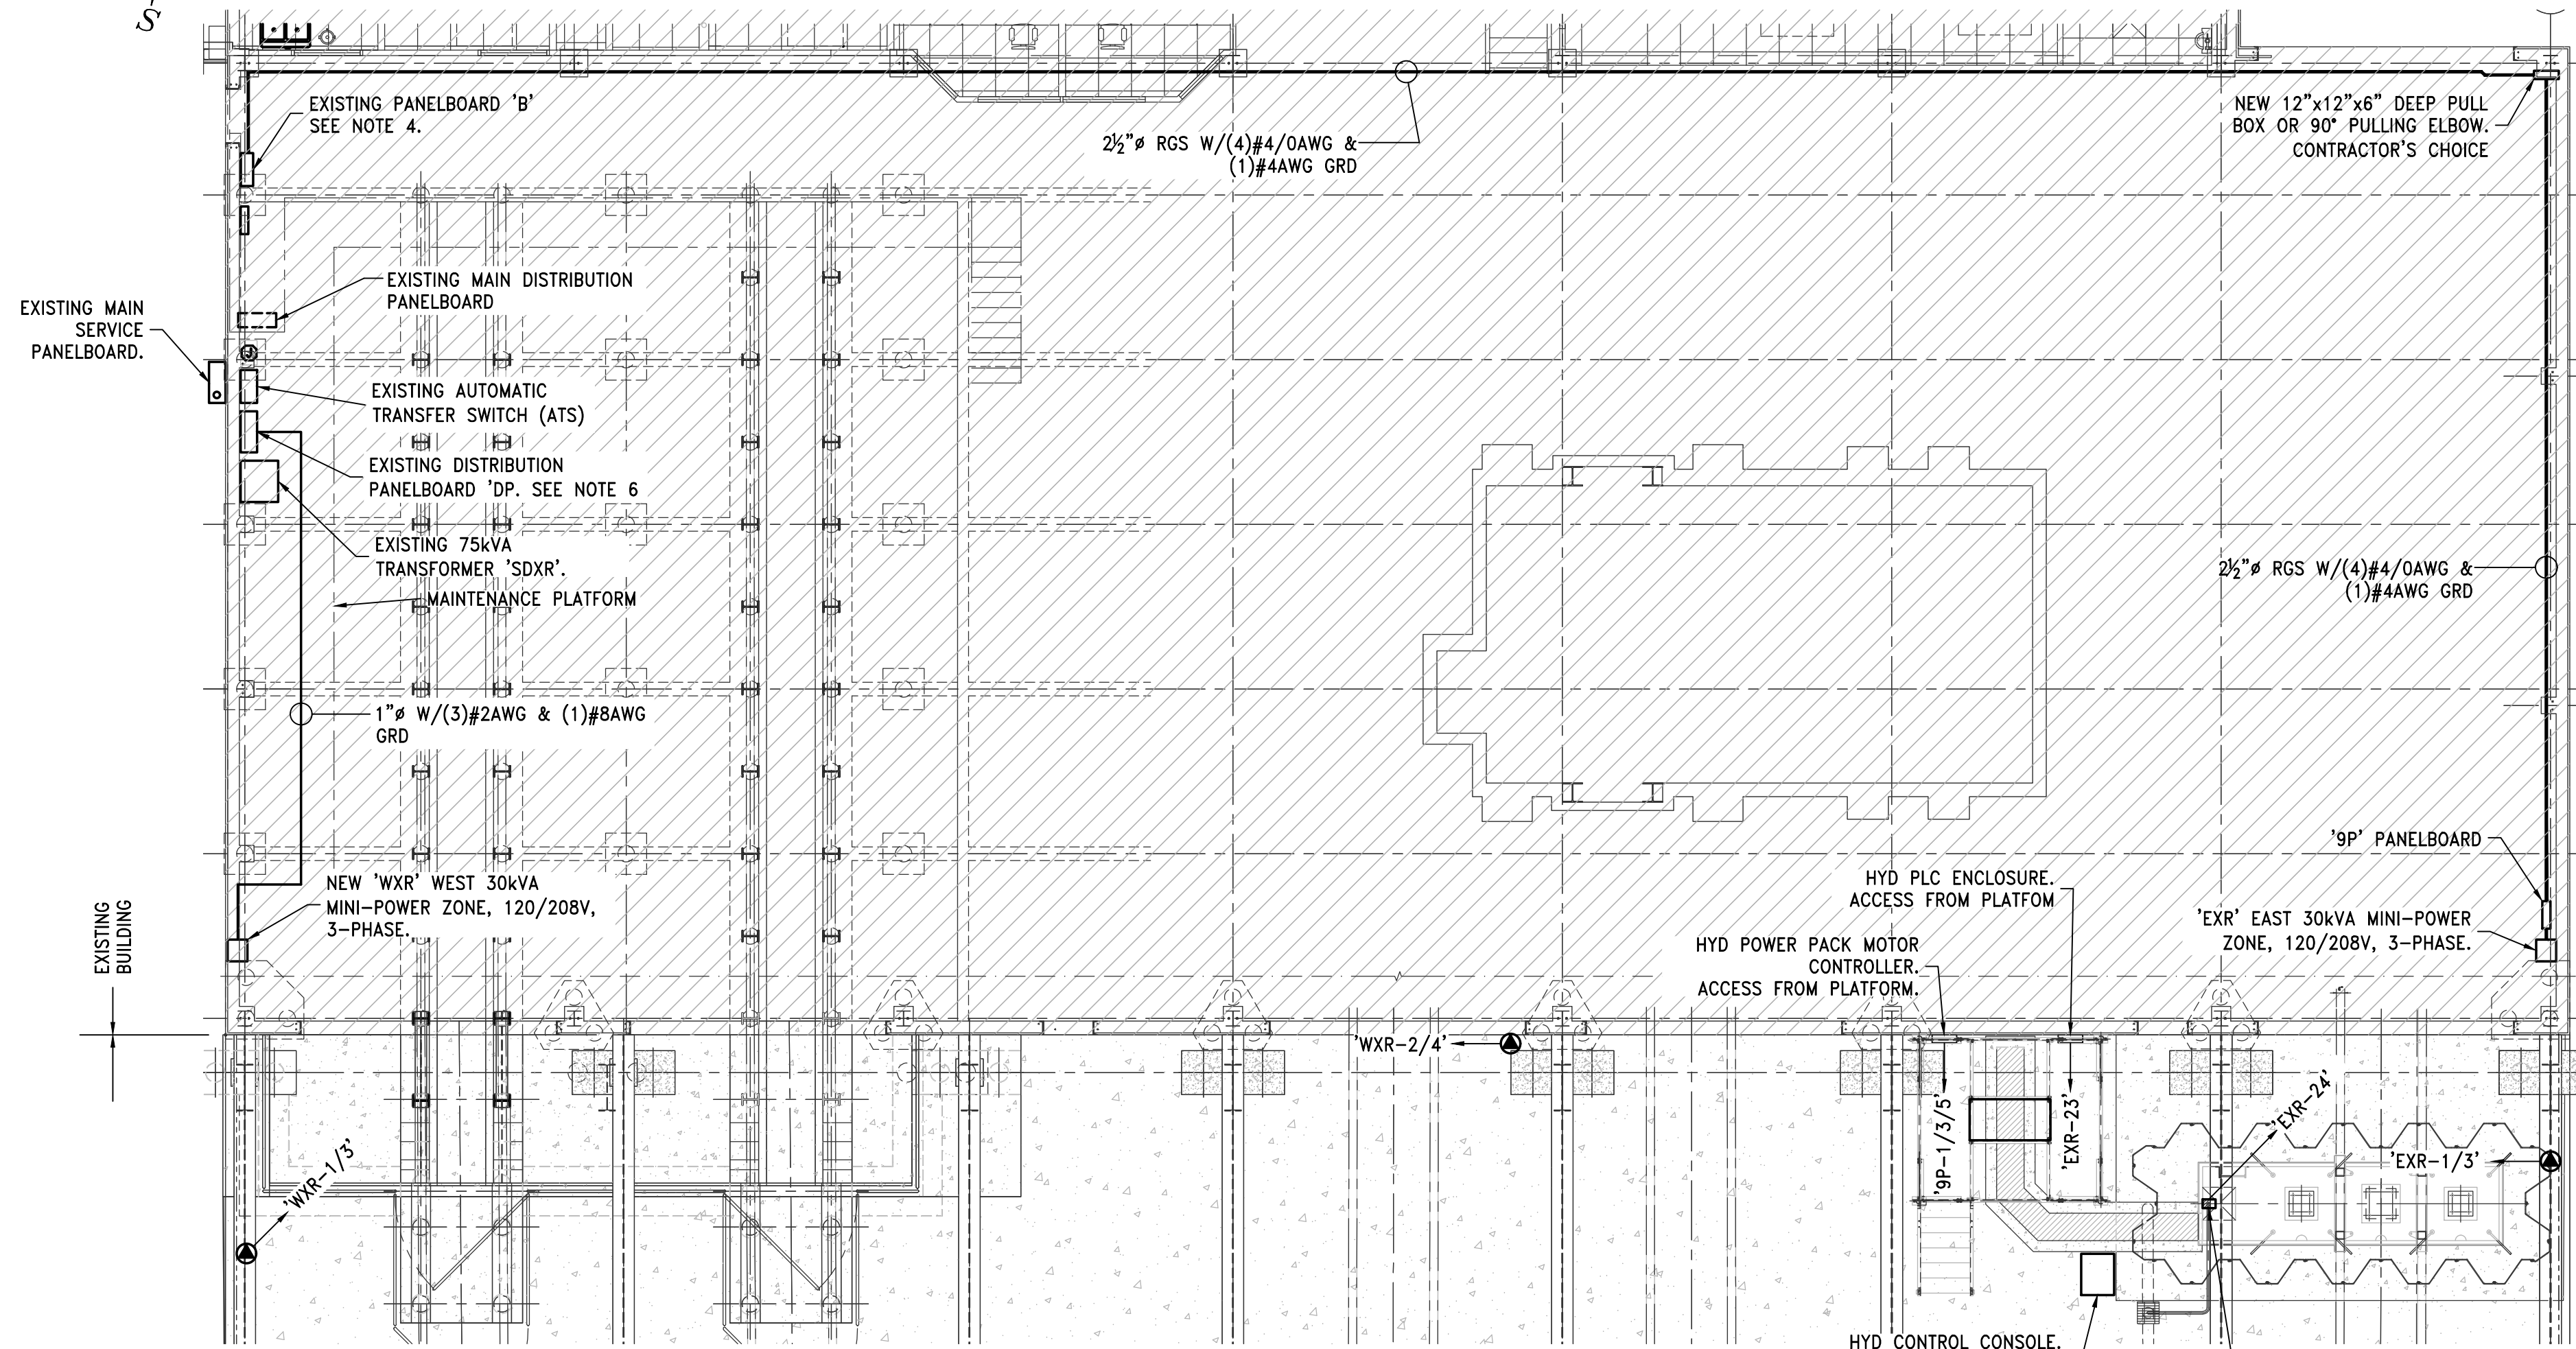 S
EXISTING PANELBOARD 'B'
SEE NOTE 4.
2½"ø RGS W/(4)#4/0AWG &
(1)#4AWG GRD
NEW 12"x12"x6" DEEP PULL
BOX OR 90° PULLING ELBOW.
CONTRACTOR'S CHOICE
EXISTING MAIN DISTRIBUTION
PANELBOARD
EXISTING MAIN
SERVICE
PANELBOARD.
J
EXISTING AUTOMATIC
TRANSFER SWITCH (ATS)
EXISTING DISTRIBUTION
PANELBOARD 'DP. SEE NOTE 6
EXISTING 75kVA
TRANSFORMER 'SDXR'.
MAINTENANCE PLATFORM
2½"ø RGS W/(4)#4/0AWG &
(1)#4AWG GRD
1"ø W/(3)#2AWG & (1)#8AWG
GRD
'9P' PANELBOARD
NEW 'WXR' WEST 30kVA
MINI-POWER ZONE, 120/208V,
3-PHASE.
HYD PLC ENCLOSURE.
ACCESS FROM PLATFOM
'EXR' EAST 30kVA MINI-POWER
ZONE, 120/208V, 3-PHASE.
EXISTING
BUILDING
HYD POWER PACK MOTOR
CONTROLLER.
ACCESS FROM PLATFORM.
'WXR-2/4'
'9P-1/3/5'
'EXR-23'
'EXR-24'
'EXR-1/3'
'WXR-1/3'
HYD CONTROL CONSOLE.